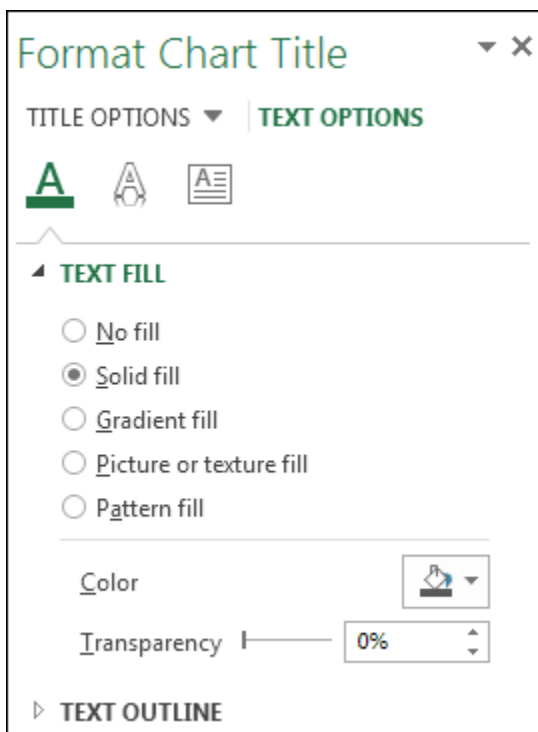 Format Chart Title
TITLE OPTIONS TEXT OPTIONS
A A A
TEXT FILL
No fill
Solid fill
Gradient fill
Picture or texture fill
Pattern fill
Color
Transparency 0%
TEXT OUTLINE